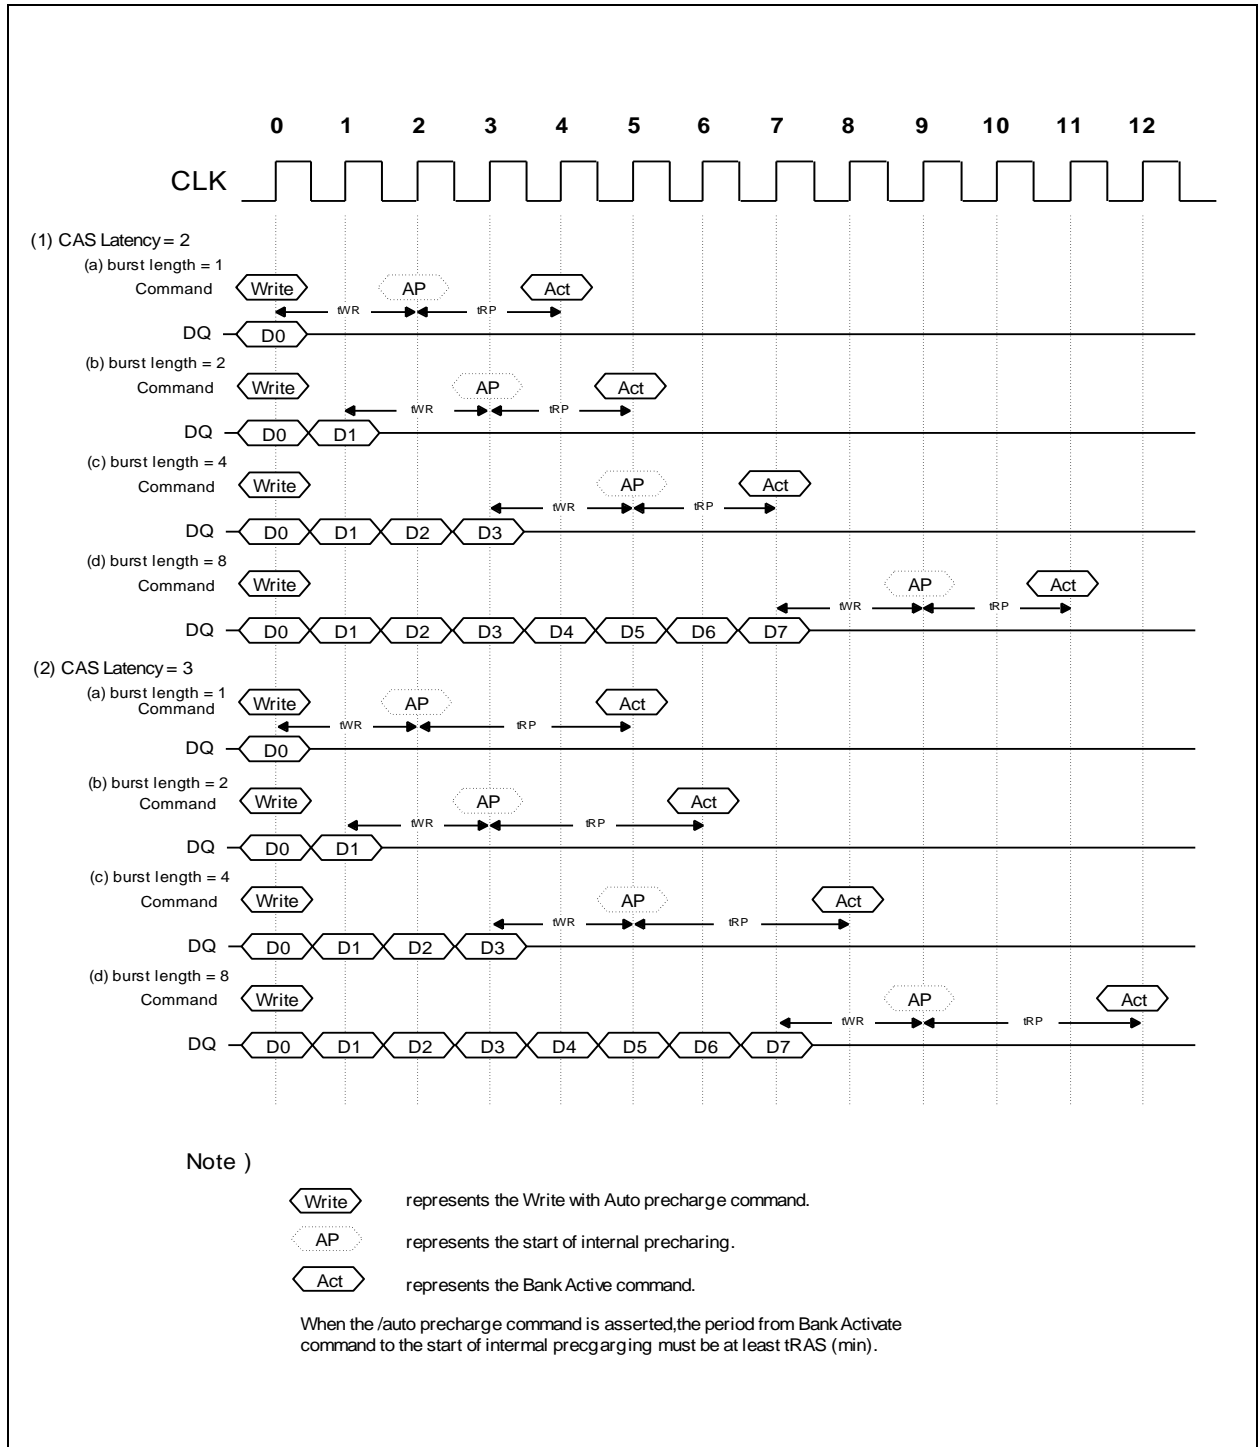 0 1 2 3 4 5 6 7 8 9 10 11 12
CLK
(1) CAS Latency = 2
(a) burst length = 1
Command Write AP Act
tWR tRP
DQ D0
(b) burst length = 2
Command Write AP Act
tWR tRP
DQ D0 D1
(c) burst length = 4
Command Write AP Act
tWR tRP
DQ D0 D1 D2 D3
(d) burst length = 8
Command Write AP Act
tWR tRP
DQ D0 D1 D2 D3 D4 D5 D6 D7
(2) CAS Latency = 3
(a) burst length = 1
Command Write AP Act
tWR tRP
DQ D0
(b) burst length = 2
Command Write AP Act
tWR tRP
DQ D0 D1
(c) burst length = 4
Command Write AP Act
tWR tRP
DQ D0 D1 D2 D3
(d) burst length = 8
Command Write AP Act
tWR tRP
DQ D0 D1 D2 D3 D4 D5 D6 D7
Note )
Write represents the Write with Auto precharge command.
AP represents the start of internal precharing.
Act represents the Bank Active command.
When the /auto precharge command is asserted,the period from Bank Activate
command to the start of intermal precgarging must be at least tRAS (min).